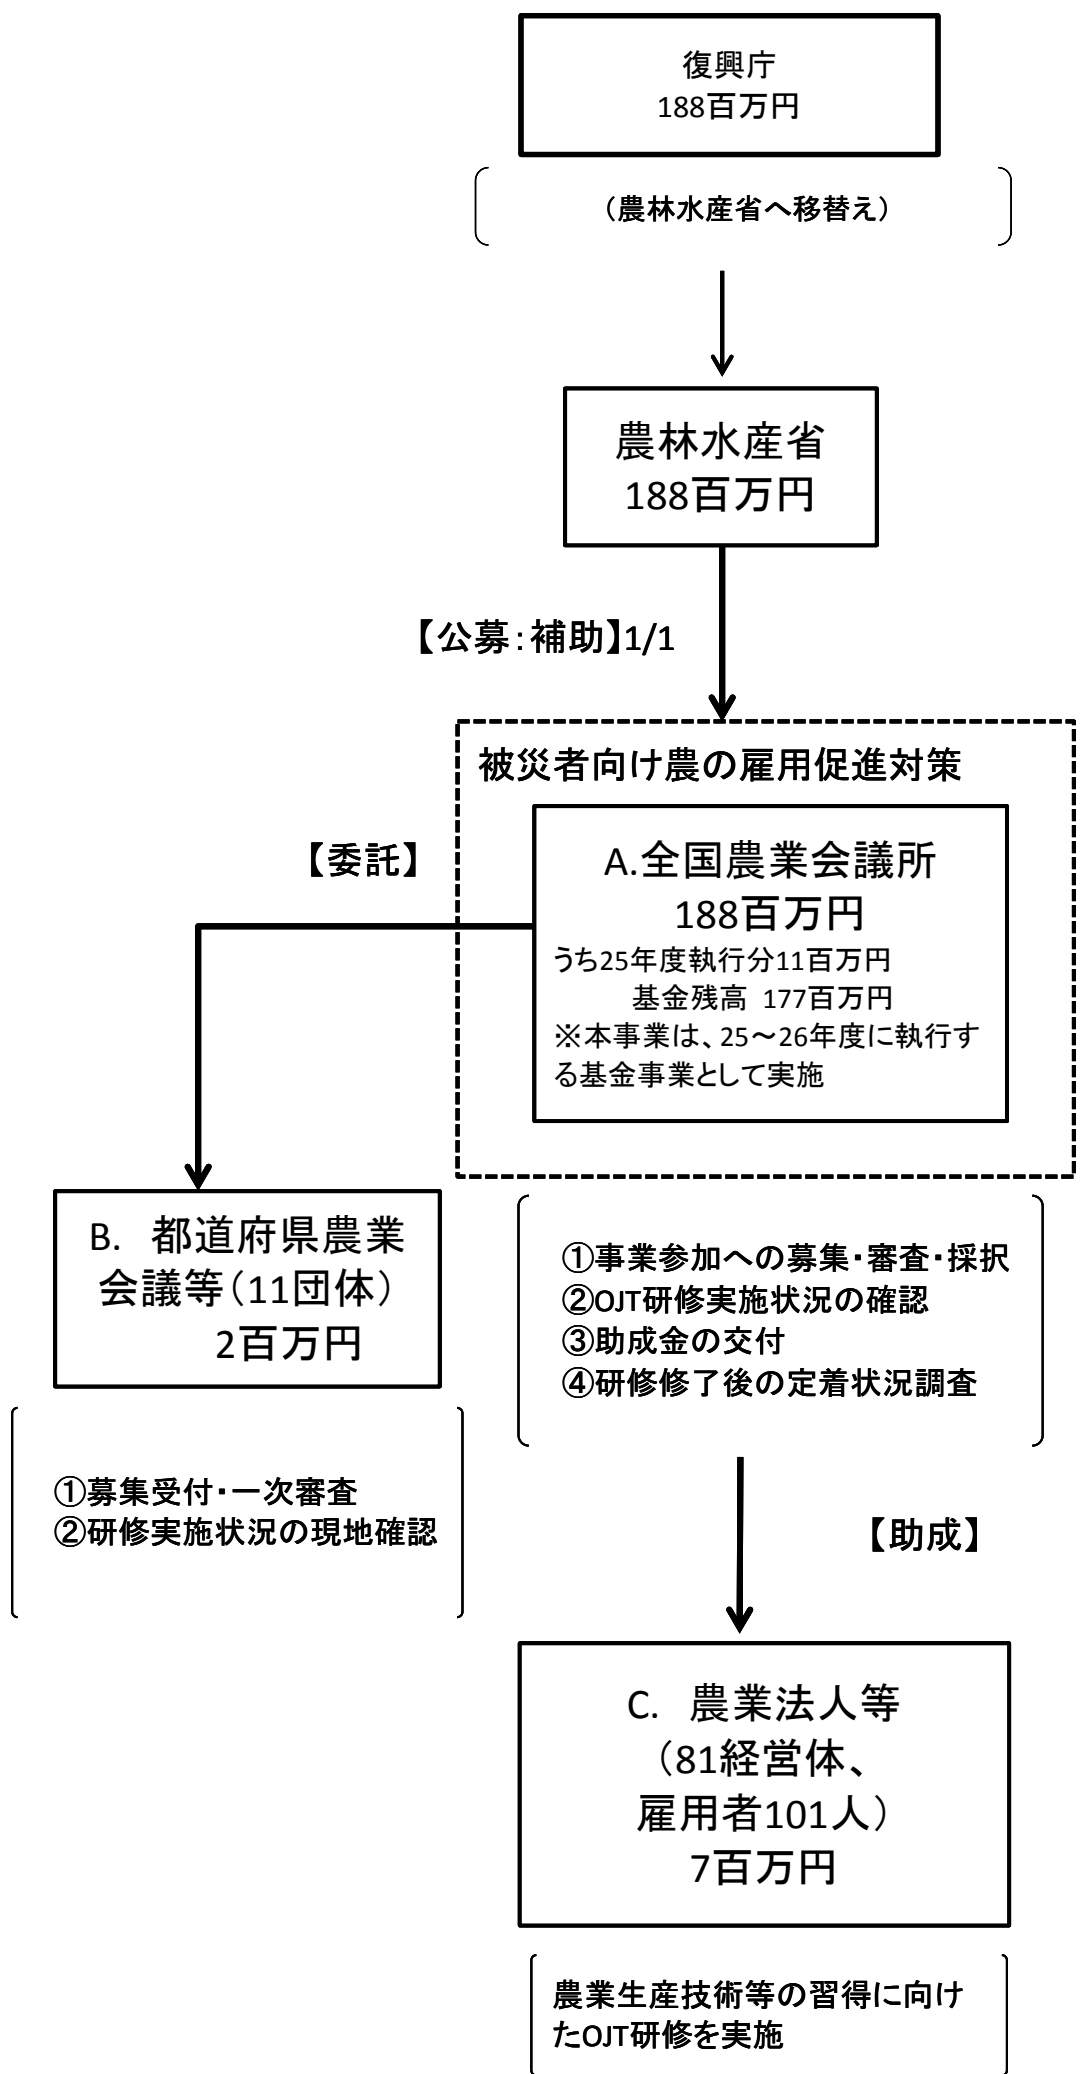 復興庁
188百万円
（農林水産省へ移替え）
農林水産省
188百万円
【公募：補助】1/1
被災者向け農の雇用促進対策
【委託】
A.全国農業会議所
188百万円
うち25年度執行分11百万円
基金残高 177百万円
※本事業は、25～26年度に執行す
る基金事業として実施
B. 都道府県農業
会議等（11団体）
2百万円
①事業参加への募集・審査・採択
②OJT研修実施状況の確認
③助成金の交付
④研修修了後の定着状況調査
①募集受付・一次審査
②研修実施状況の現地確認
【助成】
C. 農業法人等
（81経営体、
雇用者101人）
7百万円
農業生産技術等の習得に向け
たOJT研修を実施